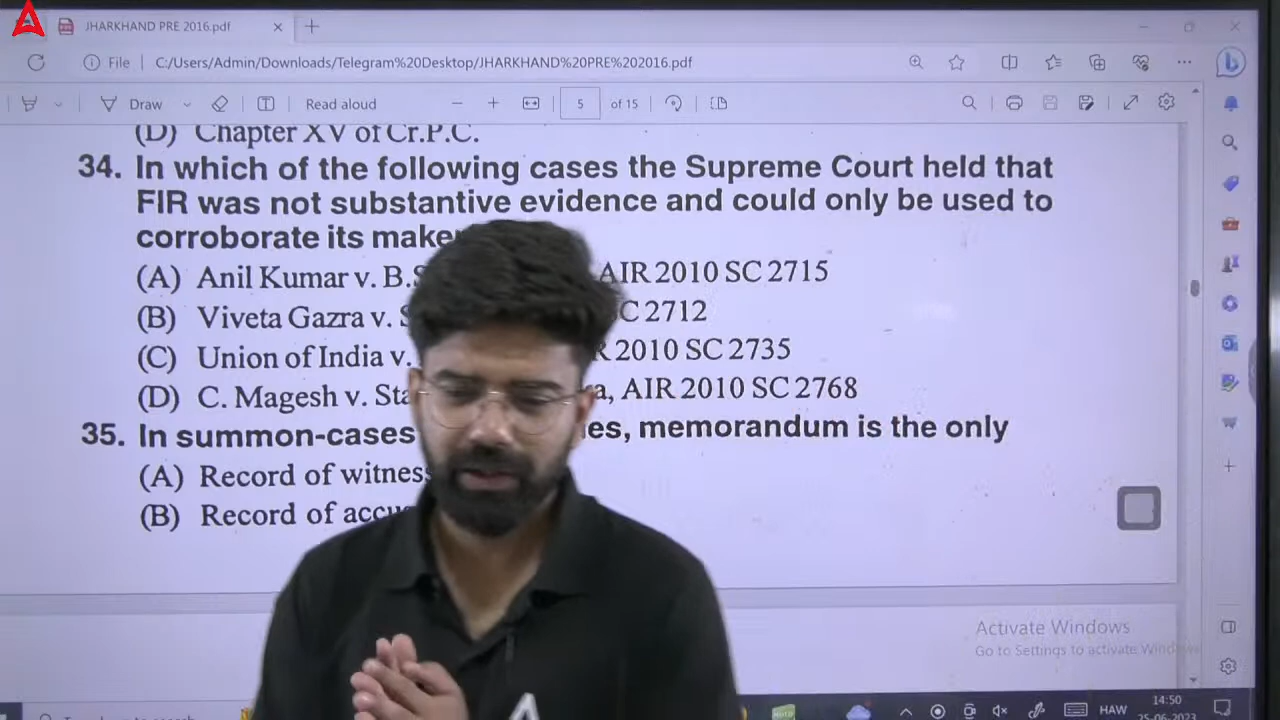 JHARKHAND PRE 2016.pdf
File C:/Users/Admin/Downloads/Telegram%20Desktop/JHARKHAND%20PRE%202016.pdf
Draw Read aloud 5 of 15
(D) Chapter XV of Cr.P.C.
34. In which of the following cases the Supreme Court held that
FIR was not substantive evidence and could only be used to
corroborate its make
(A) Anil Kumar v. B.S AIR 2010 SC 2715
(B) Viveta Gazra v. SC 2712
(C) Union of India v. 2010 SC 2735
(D) C. Magesh v. Sta a, AIR 2010 SC 2768
35. In summon-cases es, memorandum is the only
(A) Record of witness
(B) Record of accu
Activate Windows
Go to Settings to activate Windows
14:50
HAW
25-06-2023